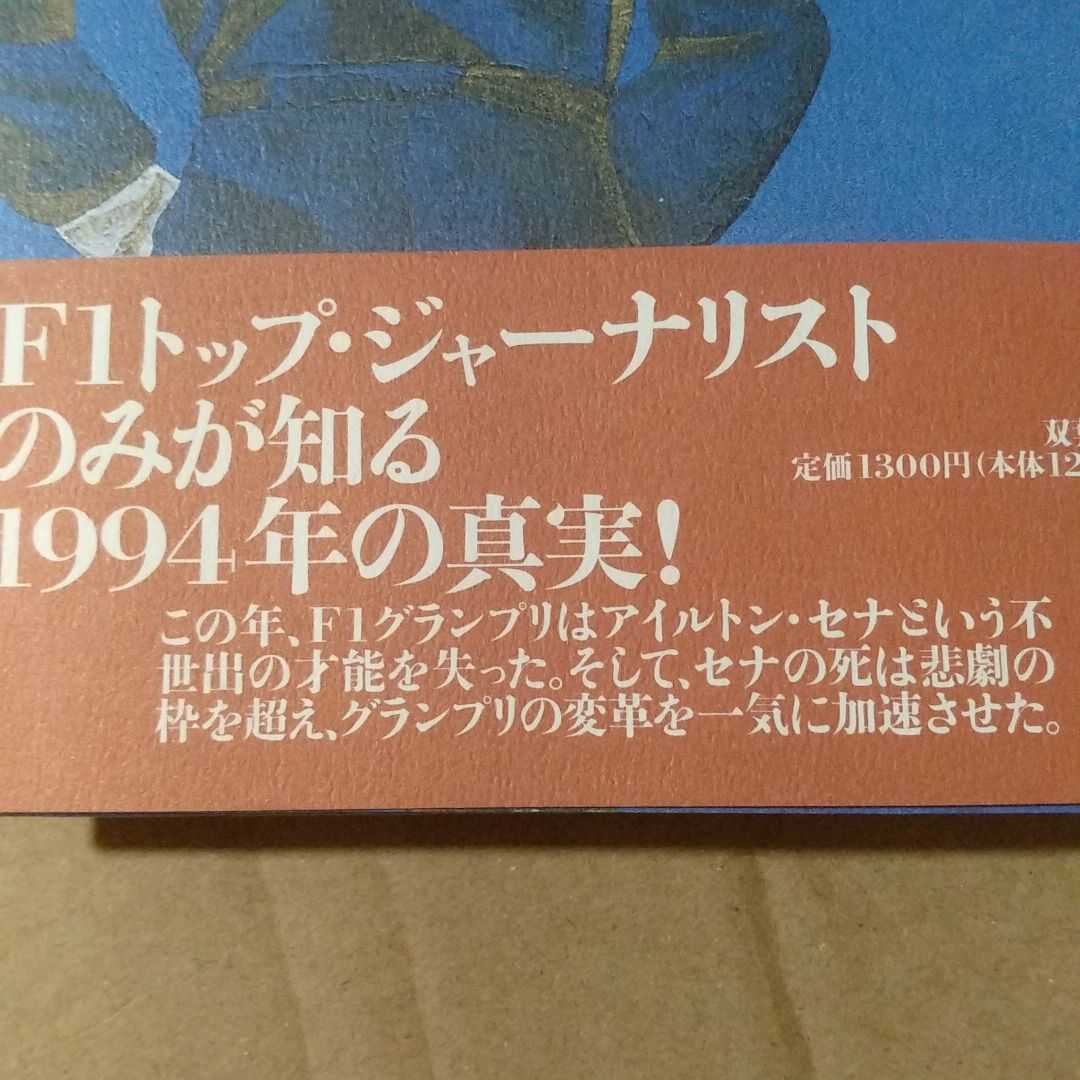 F1トップ・ジャーナリスト
のみが知る
1994年の真実!
双
定価1300円(本体12
この年、F1グランプリはアイルトン・セナという不
世出の才能を失った。そして、セナの死は悲劇の
枠を超え、グランプリの変革を一気に加速させた。